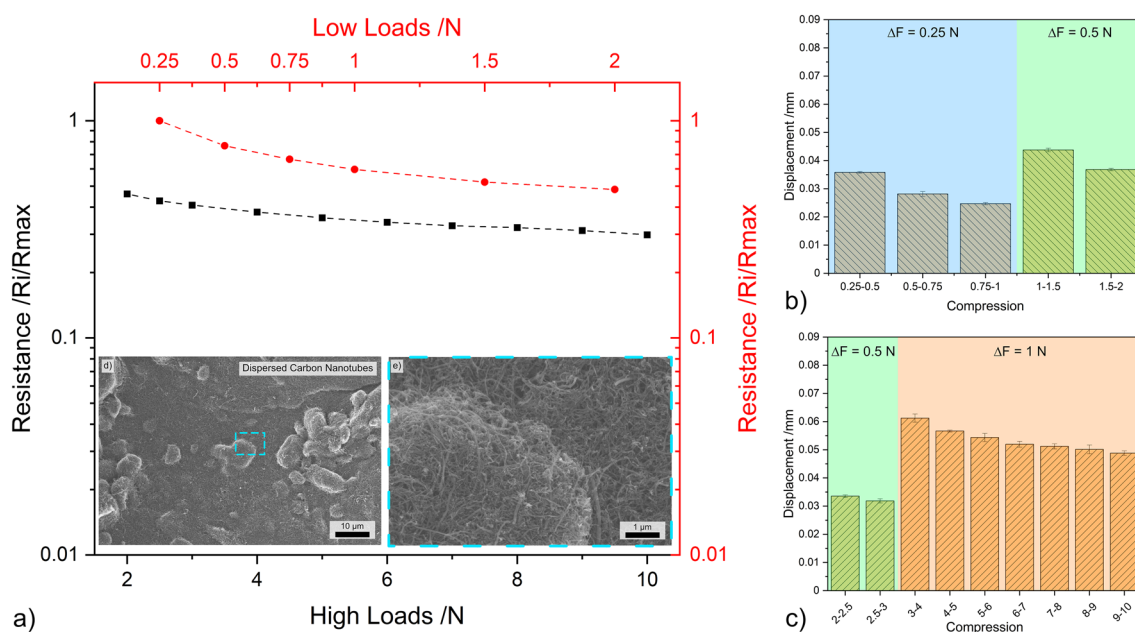 Low Loads /N
0.25 0.5 0.75 1 1.5 2
1
0.1
0.01
Resistance /Ri/Rmax
1
0.1
0.01
Resistance /Ri/Rmax
d)
Dispersed Carbon Nanotubes
10 µm
e)
1 µm
2 4 6 8 10
High Loads /N
a)
ΔF = 0.25 N ΔF = 0.5 N
0.09
0.08
0.07
0.06
0.05
0.04
0.03
0.02
0.01
0
Displacement /mm
0.25-0.5 0.5-0.75 0.75-1 1-1.5 1.5-2
Compression
b)
ΔF = 0.5 N ΔF = 1 N
0.09
0.08
0.07
0.06
0.05
0.04
0.03
0.02
0.01
0
Displacement /mm
2-2.5 2.5-3 3-4 4-5 5-6 6-7 7-8 8-9 9-10
Compression
c)